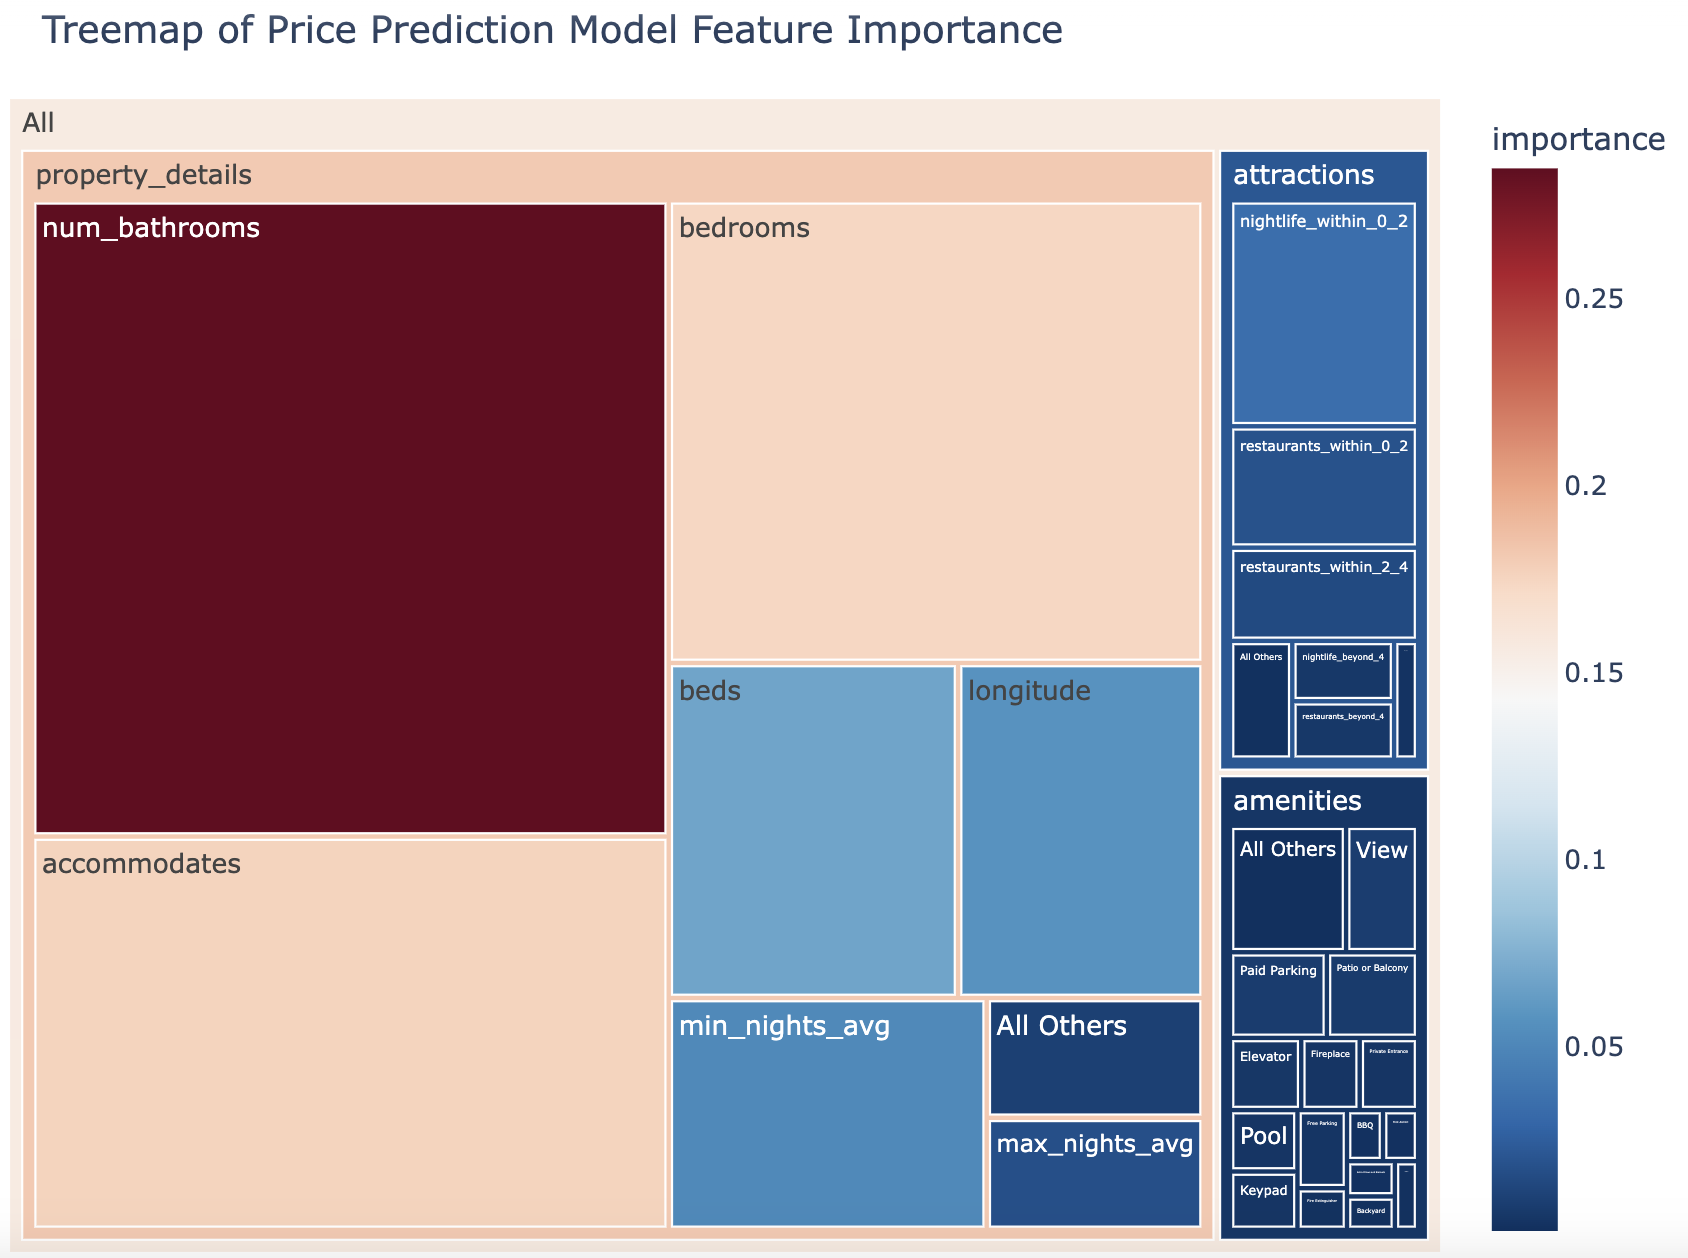 Treemap of Price Prediction Model Feature Importance
All
property_details
num_bathrooms
bedrooms
accommodates
beds
longitude
min_nights_avg
All Others
max_nights_avg
attractions
nightlife_within_0_2
restaurants_within_0_2
restaurants_within_2_4
All Others
nightlife_beyond_4
restaurants_beyond_4
amenities
All Others
View
Paid Parking
Patio or Balcony
Elevator
Fireplace
Private Entrance
Pool
Free Parking
BBQ
Keypad
Fire Extinguisher
Backyard
importance
0.25
0.2
0.15
0.1
0.05